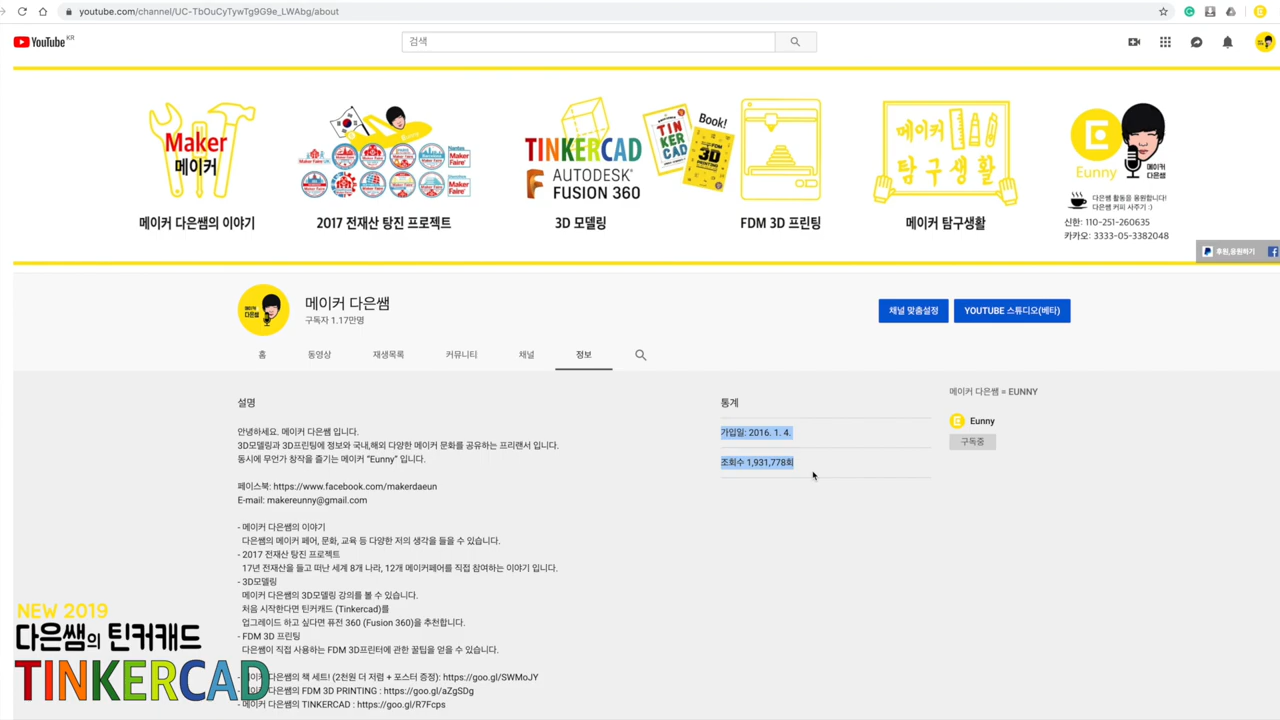 youtube.com/channel/UC-TbOuCyTywTg9G9e_LWAbg/about
YouTube KR
검색
Maker
메이커
메이커 다은쌤의 이야기
2017 전재산 탕진 프로젝트
TINKERCAD
AUTODESK
FUSION 360
3D 모델링
Book!
FDM 3D 프린팅
메이커
탐구생활
메이커 탐구생활
Eunny
메이커
다은쌤
다은쌤 활동을 응원합니다!
다은쌤 커피 사주기 :)
신한: 110-251-260635
카카오: 3333-05-3382048
후원,응원하기
메이커 다은쌤
구독자 1.17만명
채널 맞춤설정
YOUTUBE 스튜디오(베타)
홈
동영상
재생목록
커뮤니티
채널
정보
설명
안녕하세요. 메이커 다은쌤 입니다.
3D모델링과 3D프린팅에 정보와 국내,해외 다양한 메이커 문화를 공유하는 프리랜서 입니다.
동시에 무언가 창작을 즐기는 메이커 “Eunny” 입니다.
페이스북: https://www.facebook.com/makerdaeun
E-mail: makereunny@gmail.com
- 메이커 다은쌤의 이야기
다은쌤의 메이커 페어, 문화, 교육 등 다양한 저의 생각을 들을 수 있습니다.
- 2017 전재산 탕진 프로젝트
17년 전재산을 들고 떠난 세계 8개 나라, 12개 메이커페어를 직접 참여하는 이야기 입니다.
- 3D모델링
메이커 다은쌤의 3D모델링 강의를 볼 수 있습니다.
처음 시작한다면 틴커캐드 (Tinkercad)를
업그레이드 하고 싶다면 퓨전 360 (Fusion 360)을 추천합니다.
- FDM 3D 프린팅
다은쌤이 직접 사용하는 FDM 3D프린터에 관한 꿀팁을 얻을 수 있습니다.
메이커 다은쌤의 책 세트! (2천원 더 저렴 + 포스터 증정): https://goo.gl/SWMoJY
메이커 다은쌤의 FDM 3D PRINTING : https://goo.gl/aZgSDg
- 메이커 다은쌤의 TINKERCAD : https://goo.gl/R7Fcps
통계
가입일: 2016. 1. 4.
조회수 1,931,778회
메이커 다은쌤 = EUNNY
Eunny
구독중
NEW 2019
다은쌤의 틴커캐드
TINKERCAD